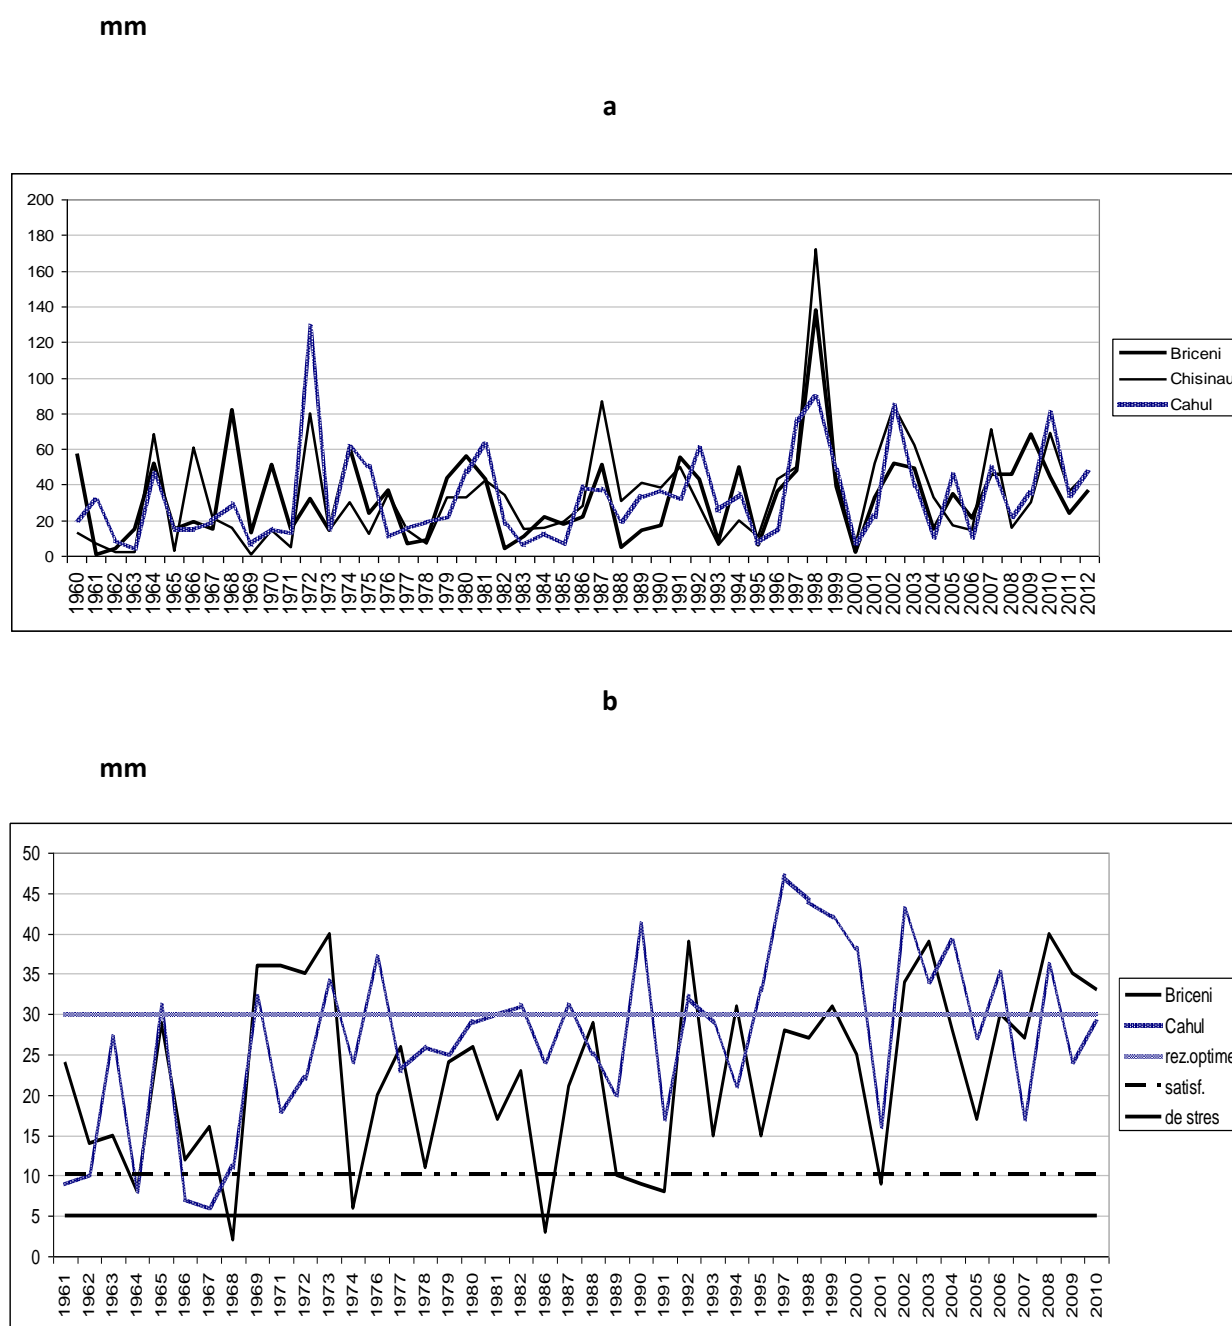 mm
a
200
180
160
140
120
100
80
60
40
20
0
1960 1961 1962 1963 1964 1965 1966 1967 1968 1969 1970 1971 1972 1973 1974 1975 1976 1977 1978 1979 1980 1981 1982 1983 1984 1985 1986 1987 1988 1989 1990 1991 1992 1993 1994 1995 1996 1997 1998 1999 2000 2001 2002 2003 2004 2005 2006 2007 2008 2009 2010 2011 2012
Briceni
Chisinau
Cahul
b
mm
50
45
40
35
30
25
20
15
10
5
0
1961 1962 1963 1964 1965 1966 1967 1968 1969 1971 1972 1973 1974 1976 1977 1978 1979 1980 1981 1982 1986 1987 1988 1989 1990 1991 1992 1993 1994 1995 1997 1998 1999 2000 2001 2002 2003 2004 2005 2006 2007 2008 2009 2010
Briceni
Cahul
rez.optime
satisf.
de stres